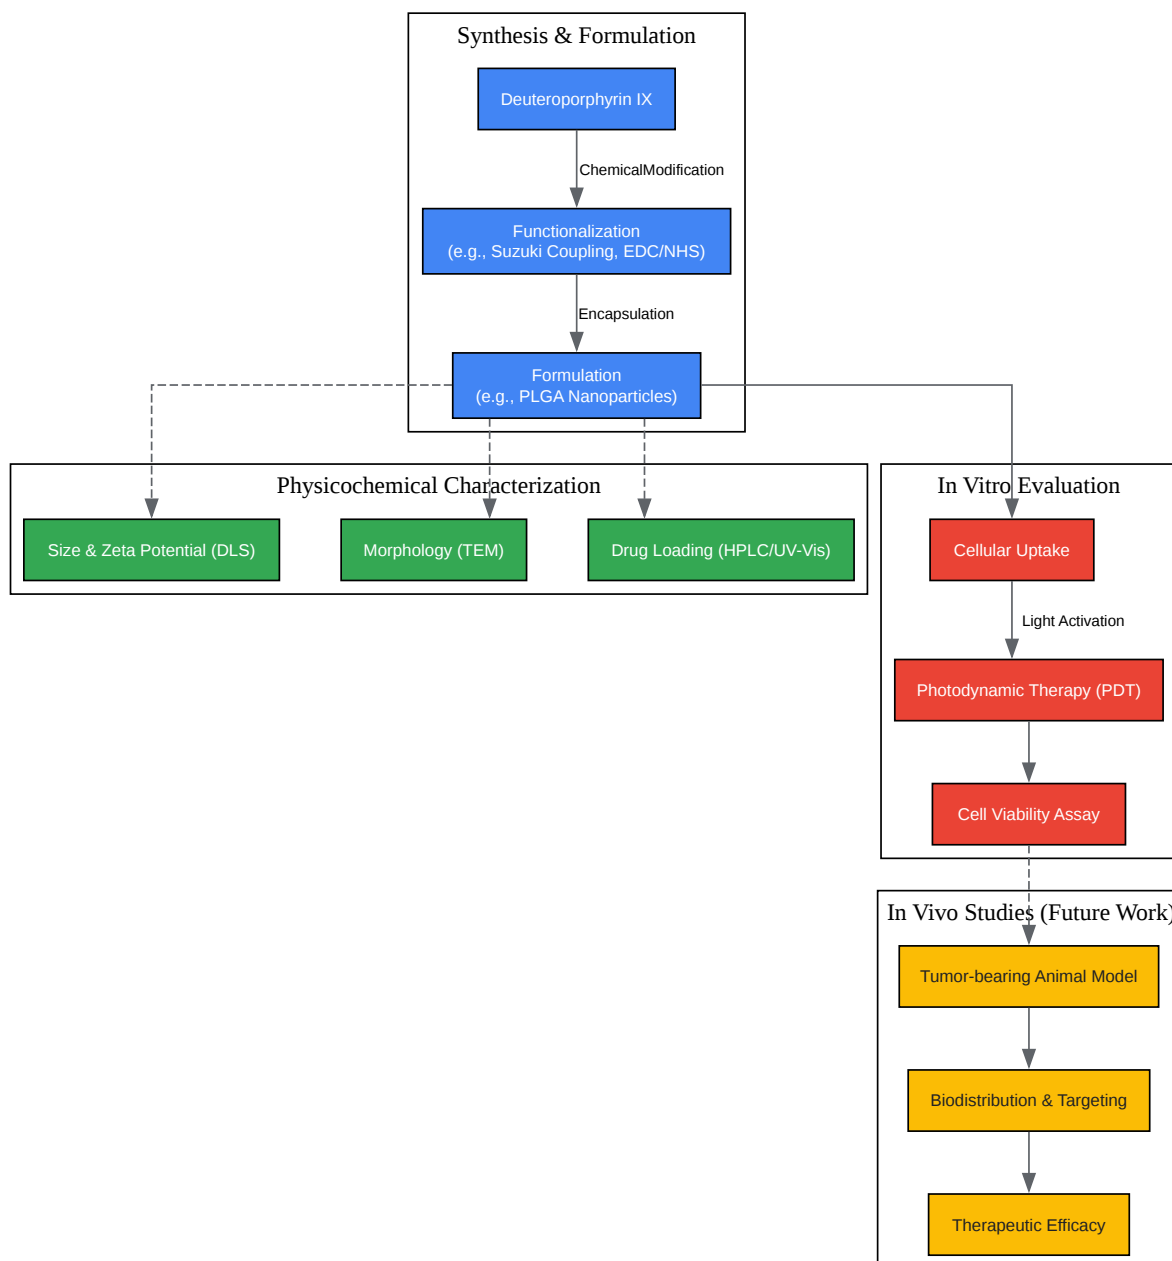 Synthesis & Formulation
Deuteroporphyrin IX
ChemicalModification
Functionalization
(e.g., Suzuki Coupling, EDC/NHS)
Encapsulation
Formulation
(e.g., PLGA Nanoparticles)
Physicochemical Characterization
Size & Zeta Potential (DLS)
Morphology (TEM)
Drug Loading (HPLC/UV-Vis)
In Vitro Evaluation
Cellular Uptake
Light Activation
Photodynamic Therapy (PDT)
Cell Viability Assay
In Vivo Studies (Future Work)
Tumor-bearing Animal Model
Biodistribution & Targeting
Therapeutic Efficacy